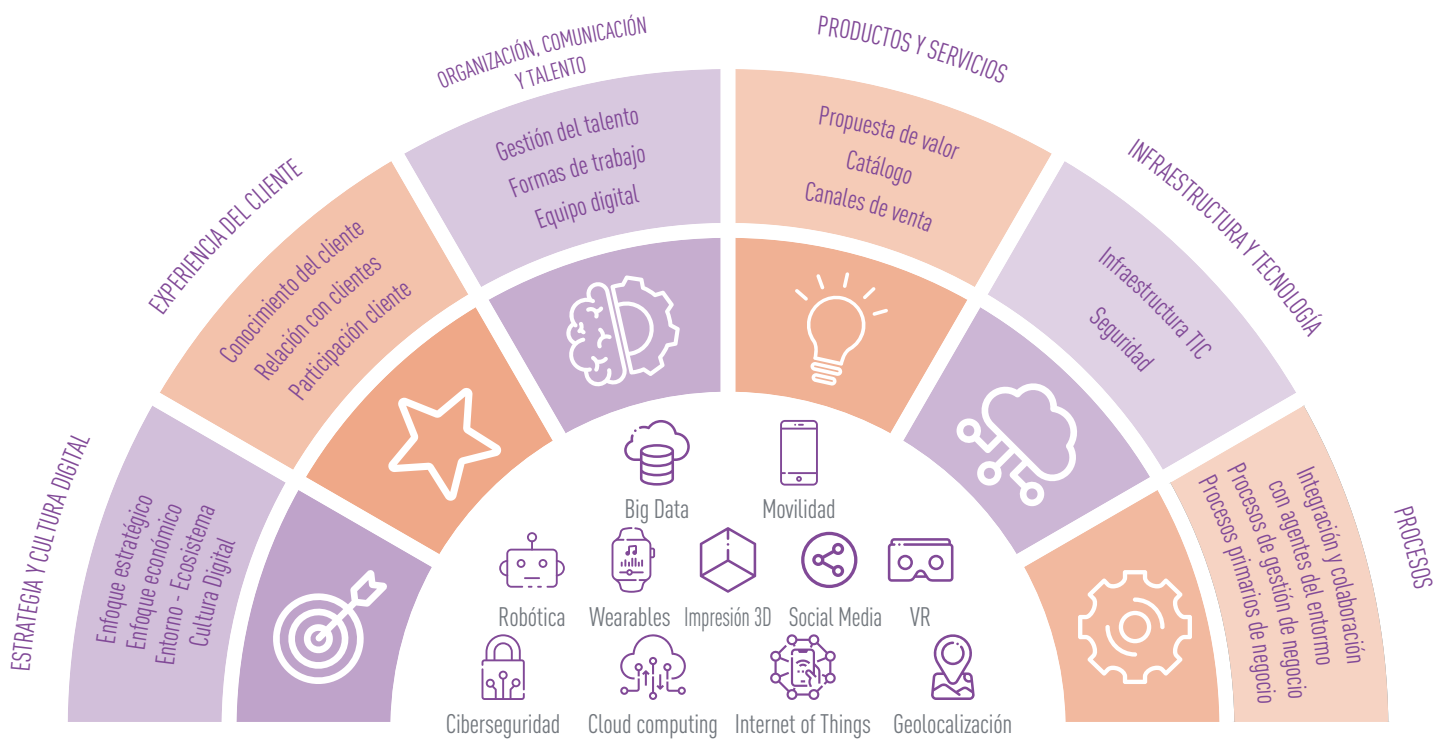 ESTRATEGIA Y CULTURA DIGITAL
Enfoque estratégico
Enfoque económico
Entorno - Ecosistema
Cultura Digital
EXPERIENCIA DEL CLIENTE
Conocimiento del cliente
Relación con clientes
Participación cliente
ORGANIZACIÓN, COMUNICACIÓN
Y TALENTO
Gestión del talento
Formas de trabajo
Equipo digital
PRODUCTOS Y SERVICIOS
Propuesta de valor
Catálogo
Canales de venta
INFRAESTRUCTURA Y TECNOLOGÍA
Infraestructura TIC
Seguridad
PROCESOS
Integración y colaboración
con agentes del entormo
Procesos de gestión de negocio
Procesos primarios de negocio
Big Data
Movilidad
Robótica
Wearables
Impresión 3D
Social Media
VR
Ciberseguridad
Cloud computing
Internet of Things
Geolocalización